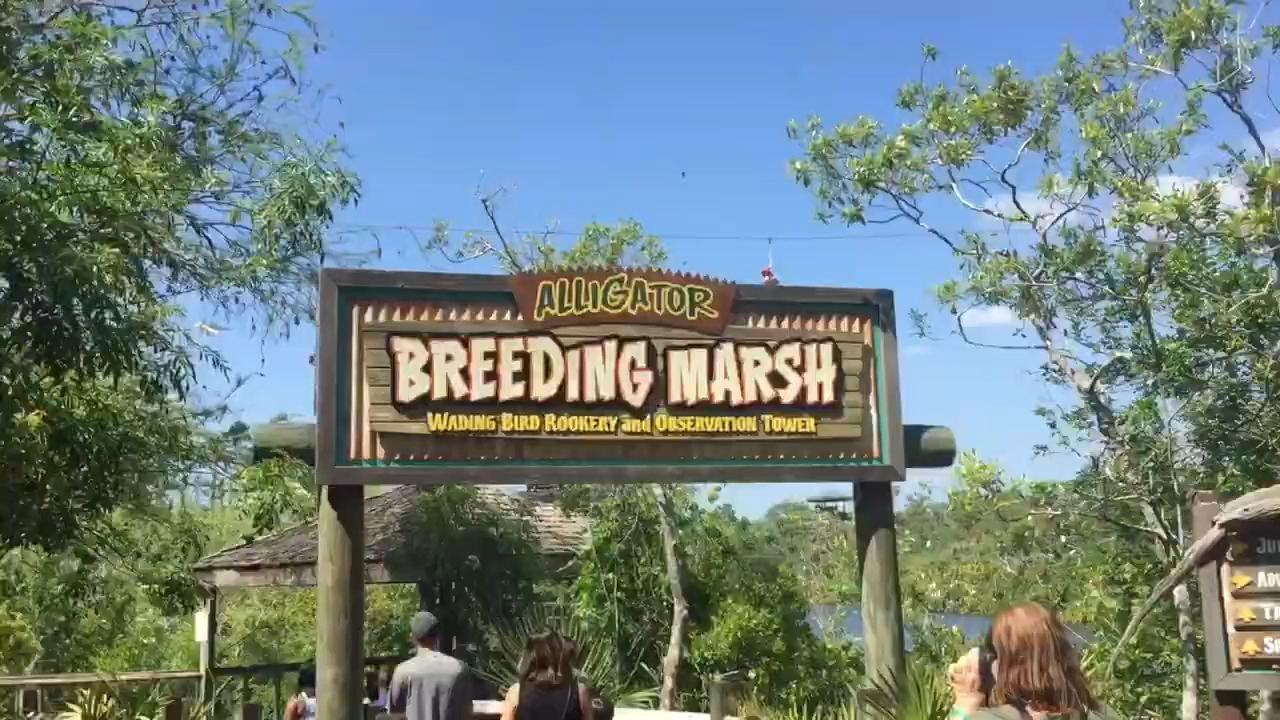 ALLIGATOR
BREEDING MARSH
WADING BIRD ROOKERY and OBSERVATION TOWER